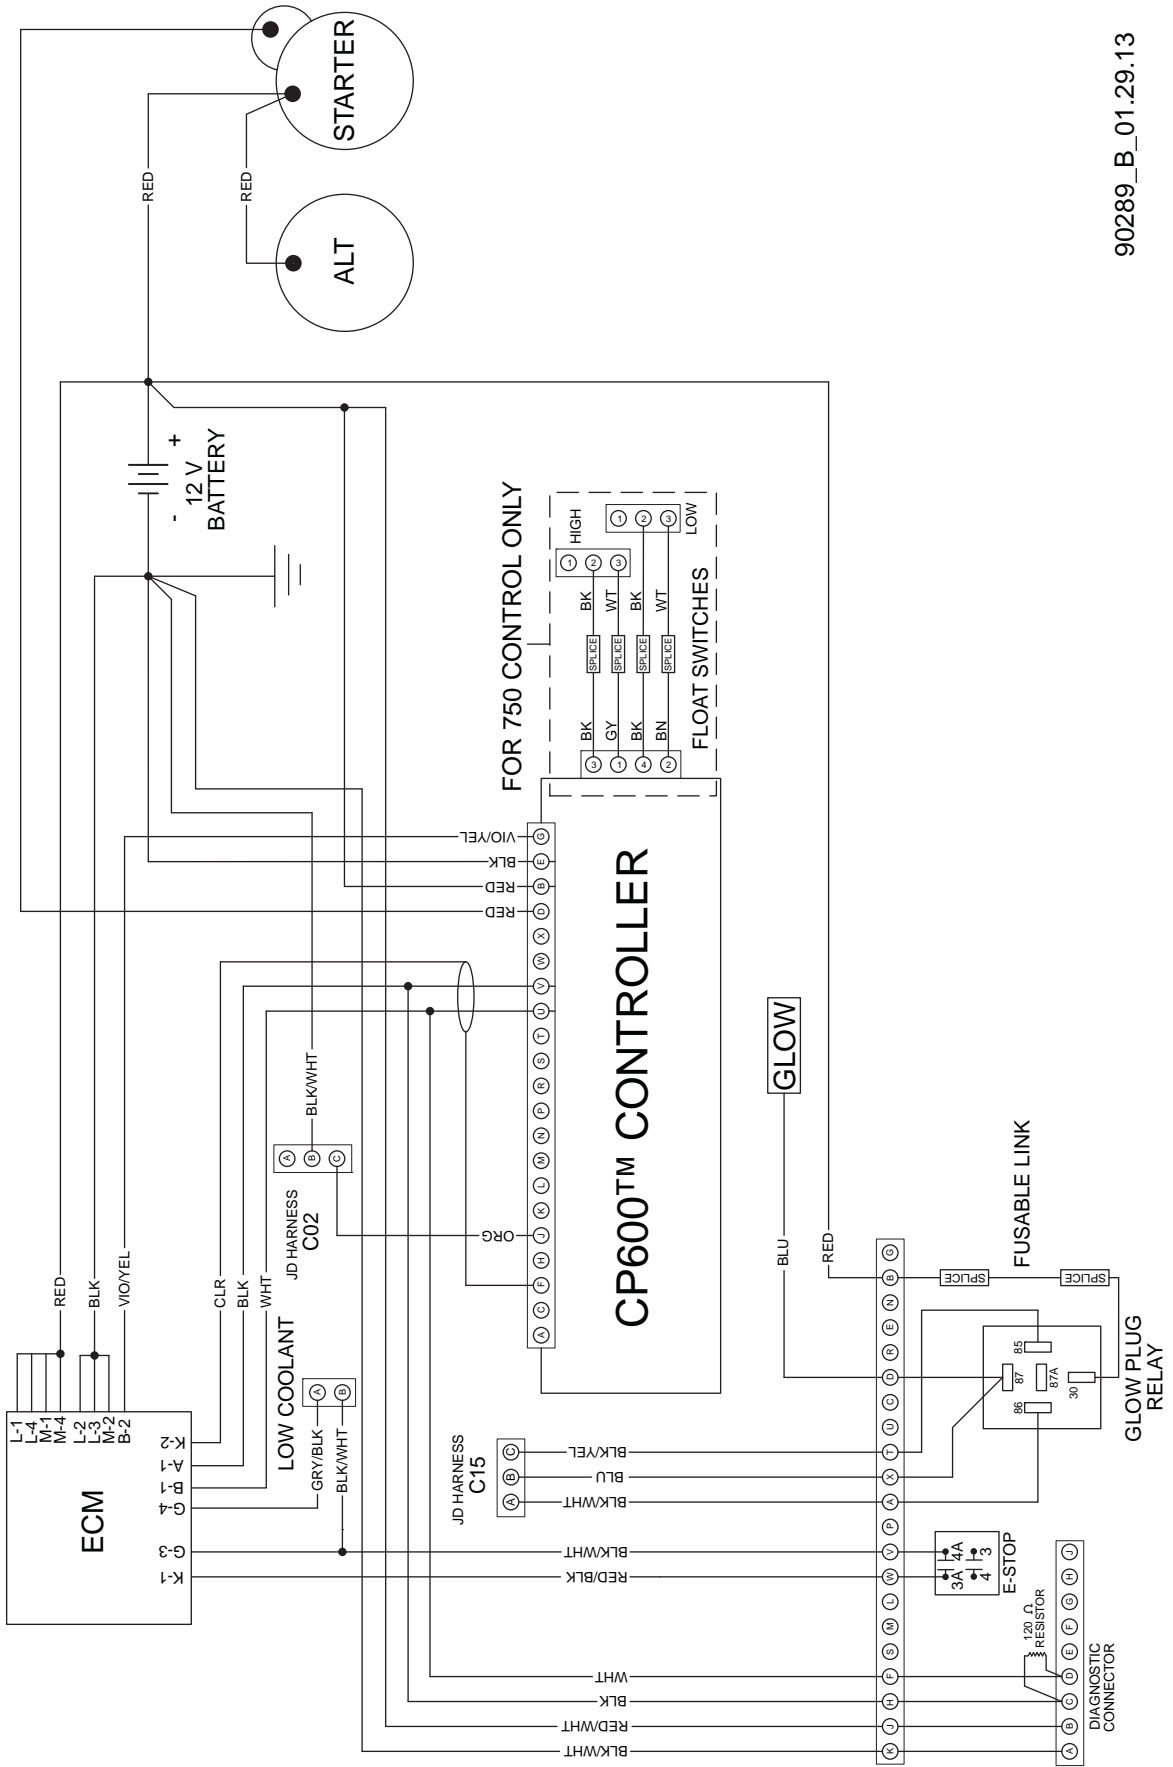 ECM
L-1
L-4
M-1
M-4
L-2
L-3
M-2
B-2
K-1
G-3
G-4
B-1
A-1
K-2
RED
BLK
VIO/YEL
CLR
BLK
WHT
LOW COOLANT
A
B
GRY/BLK
BLK/WHT
JD HARNESS
C02
A
B
C
BLK/WHT
ORG
- +
12 V
BATTERY
RED
RED
ALT
STARTER
RED
RED
BLK
VIO/YEL
A C F H J K L M N P R S T U V W X D B E G
CP600™ CONTROLLER
FOR 750 CONTROL ONLY
3
1
4
2
BK
GY
BK
BN
SPLICE
SPLICE
SPLICE
SPLICE
BK
WT
BK
WT
HIGH
1
2
3
1
2
3
LOW
FLOAT SWITCHES
JD HARNESS
C15
A
B
C
BLK/WHT
BLU
BLK/YEL
BLK/WHT
RED/BLK
WHT
BLK
RED/WHT
BLK/WHT
GLOW
BLU
RED
K J H F S M L W V P A X T U C D R E N B G
3A 4A
4 3
E-STOP
120 Ω
RESISTOR
A B C D E F G H J
DIAGNOSTIC
CONNECTOR
86
87
87A
85
30
GLOW PLUG
RELAY
SPLICE
SPLICE
FUSABLE LINK
90289_B_01.29.13